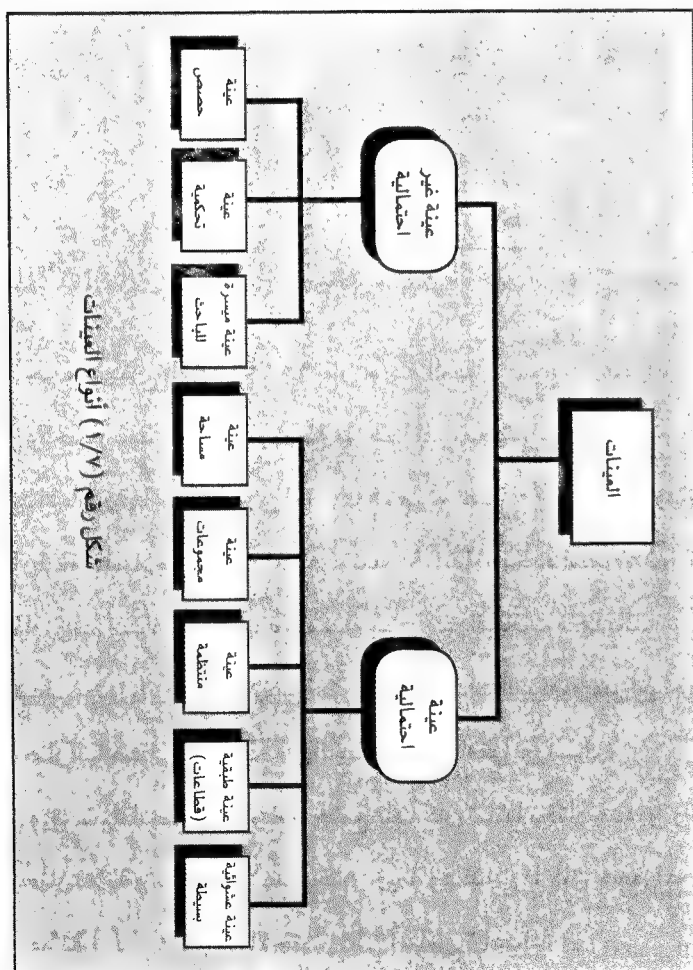 العينات
عينة
احتمالية
عينة غير
احتمالية
عينة عشوائية
بسيطة
عينة طبقية
(قطاعات)
عينة
منتظمة
عينة
مجموعات
عينة
مساحة
عينة ميسرة
للباحث
عينة
تحكمية
عينة
حصص
شكل رقم (١/٧) أنواع العينات